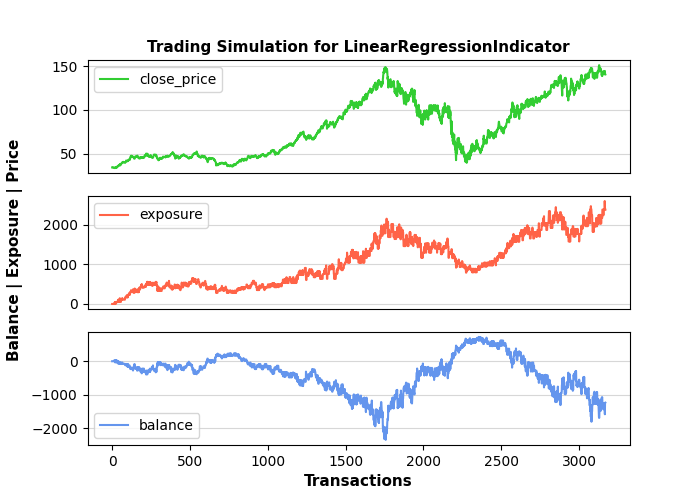 Trading Simulation for LinearRegressionIndicator
150
100
50
close_price
2000
1000
0
exposure
Balance | Exposure | Price
0
−1000
−2000
balance
0 500 1000 1500 2000 2500 3000
Transactions